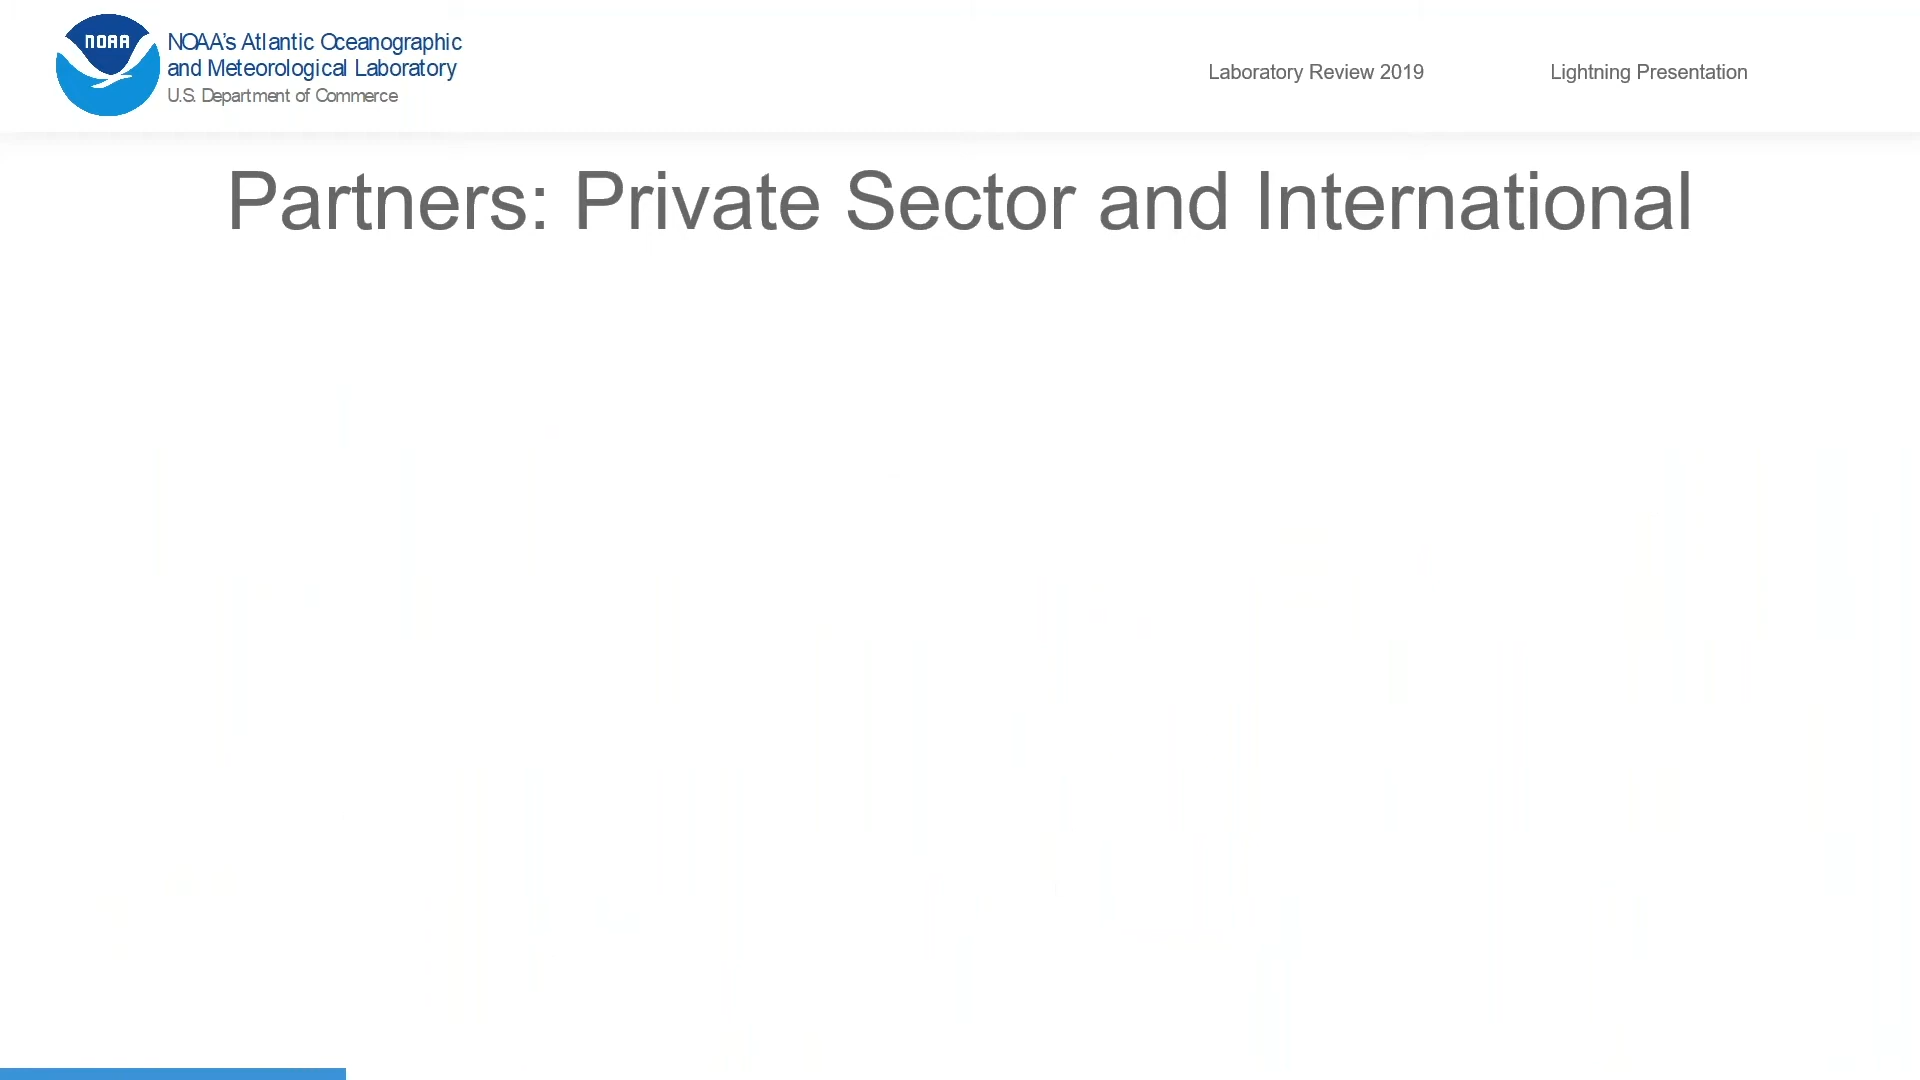 NOAA
NOAA's Atlantic Oceanographic
and Meteorological Laboratory
U.S. Department of Commerce
Laboratory Review 2019
Lightning Presentation
Partners: Private Sector and International